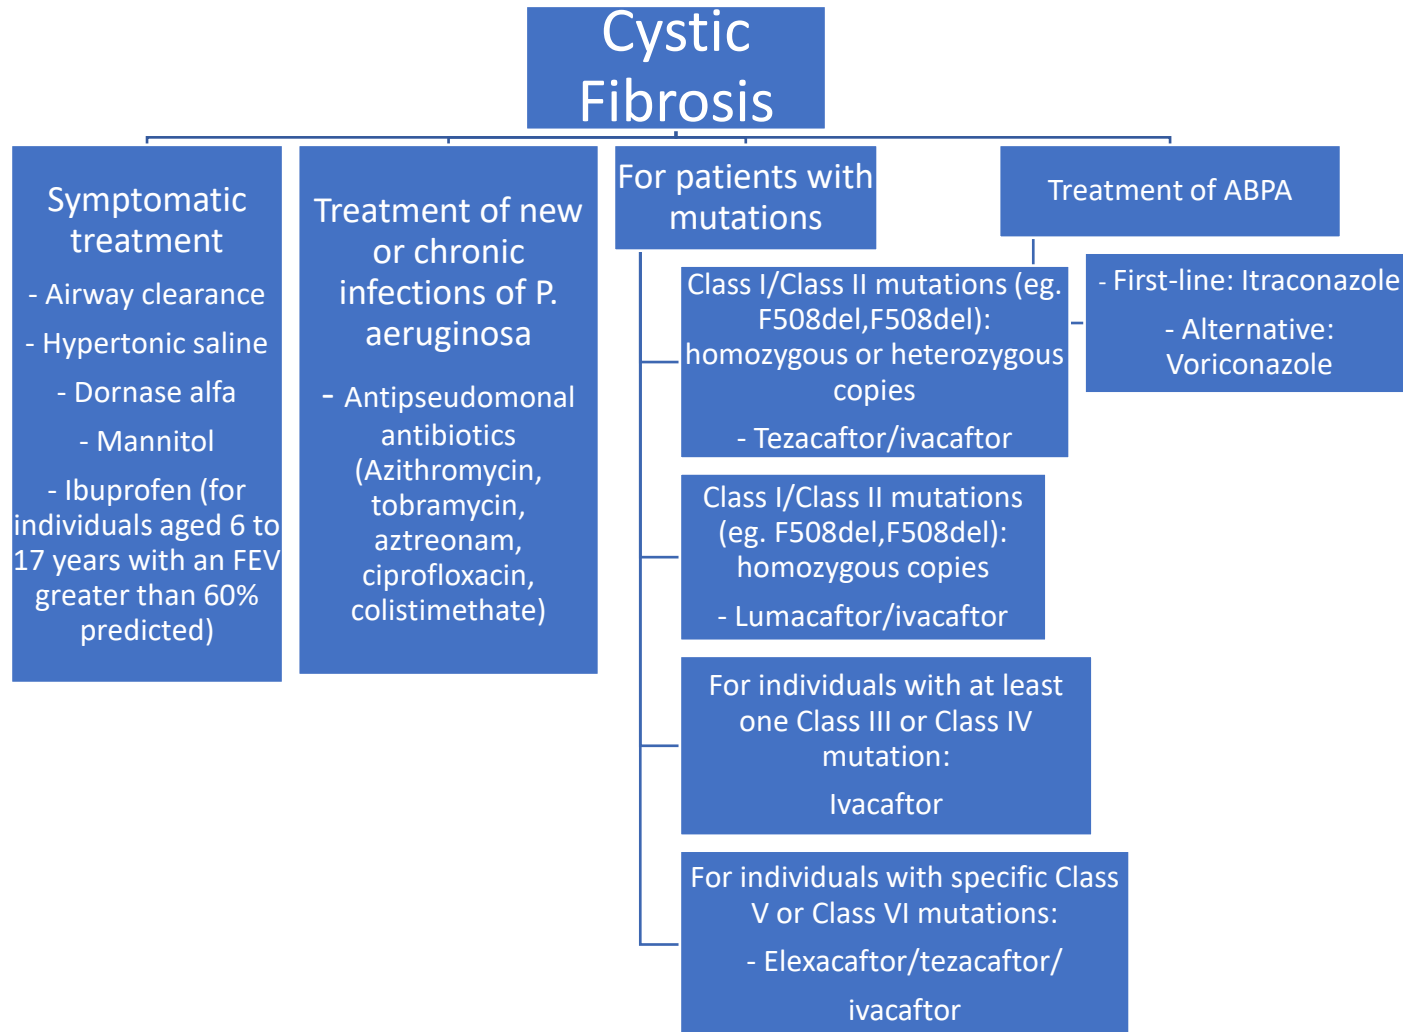 Cystic
Fibrosis
Symptomatic
treatment
- Airway clearance
- Hypertonic saline
- Dornase alfa
- Mannitol
- Ibuprofen (for
individuals aged 6 to
17 years with an FEV
greater than 60%
predicted)
Treatment of new
or chronic
infections of P.
aeruginosa
- Antipseudomonal
antibiotics
(Azithromycin,
tobramycin,
aztreonam,
ciprofloxacin,
colistimethate)
For patients with
mutations
Class I/Class II mutations (eg.
F508del,F508del):
homozygous or heterozygous
copies
- Tezacaftor/ivacaftor
Class I/Class II mutations
(eg. F508del,F508del):
homozygous copies
- Lumacaftor/ivacaftor
For individuals with at least
one Class III or Class IV
mutation:
Ivacaftor
For individuals with specific Class
V or Class VI mutations:
- Elexacaftor/tezacaftor/
ivacaftor
Treatment of ABPA
- First-line: Itraconazole
- Alternative:
Voriconazole